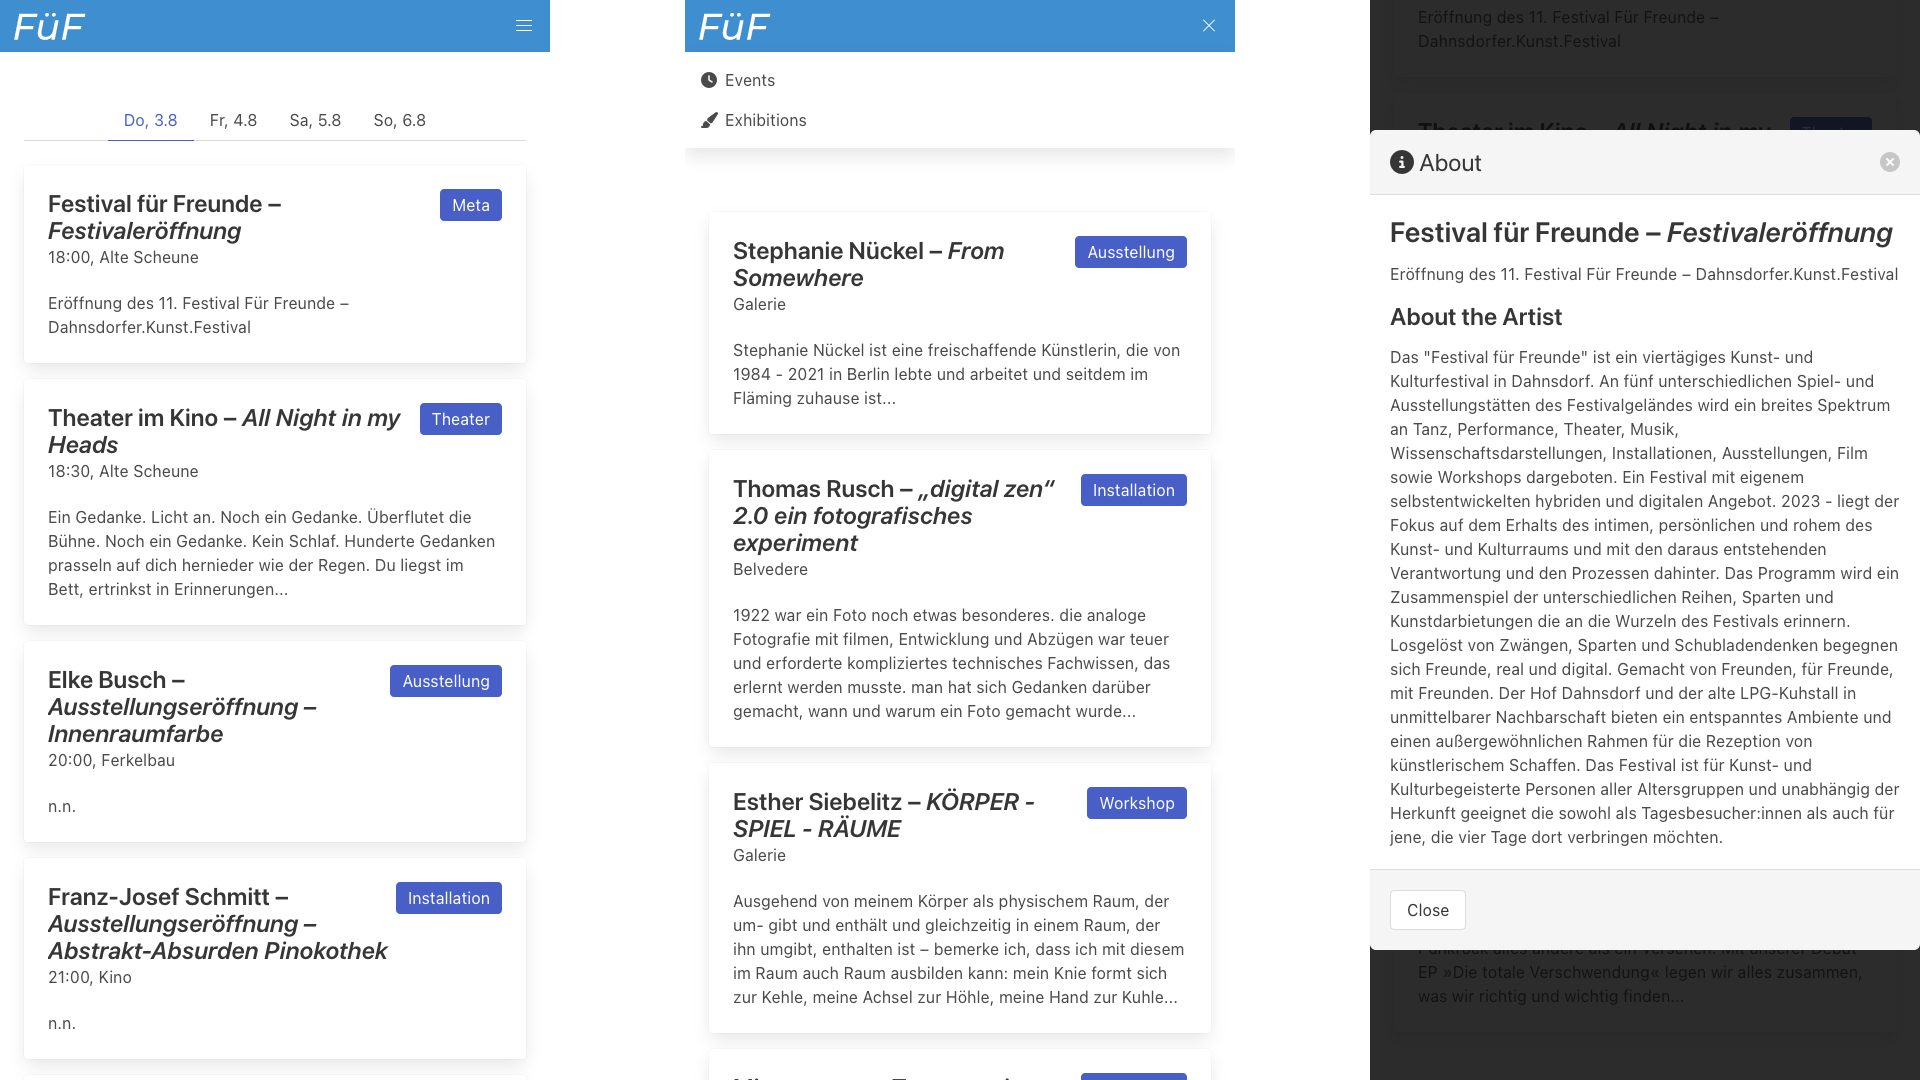 FüF
Do, 3.8
Fr, 4.8
Sa, 5.8
So, 6.8
Festival für Freunde –
Festivaleröffnung
Meta
18:00, Alte Scheune
Eröffnung des 11. Festival Für Freunde –
Dahnsdorfer.Kunst.Festival
Theater im Kino – All Night in my
Heads
Theater
18:30, Alte Scheune
Ein Gedanke. Licht an. Noch ein Gedanke. Überflutet die
Bühne. Noch ein Gedanke. Kein Schlaf. Hunderte Gedanken
prasseln auf dich hernieder wie der Regen. Du liegst im
Bett, ertrinkst in Erinnerungen...
Elke Busch –
Ausstellungseröffnung –
Innenraumfarbe
Ausstellung
20:00, Ferkelbau
n.n.
Franz-Josef Schmitt –
Ausstellungseröffnung –
Abstrakt-Absurden Pinokothek
Installation
21:00, Kino
n.n.
FüF
Events
Exhibitions
Stephanie Nückel – From
Somewhere
Ausstellung
Galerie
Stephanie Nückel ist eine freischaffende Künstlerin, die von
1984 - 2021 in Berlin lebte und arbeitet und seitdem im
Fläming zuhause ist...
Thomas Rusch – „digital zen“
2.0 ein fotografisches
experiment
Installation
Belvedere
1922 war ein Foto noch etwas besonderes. die analoge
Fotografie mit filmen, Entwicklung und Abzügen war teuer
und erforderte kompliziertes technisches Fachwissen, das
erlernt werden musste. man hat sich Gedanken darüber
gemacht, wann und warum ein Foto gemacht wurde...
Esther Siebelitz – KÖRPER -
SPIEL - RÄUME
Workshop
Galerie
Ausgehend von meinem Körper als physischem Raum, der
um- gibt und enthält und gleichzeitig in einem Raum, der
ihn umgibt, enthalten ist – bemerke ich, dass ich mit diesem
im Raum auch Raum ausbilden kann: mein Knie formt sich
zur Kehle, meine Achsel zur Höhle, meine Hand zur Kuhle...
Eröffnung des 11. Festival Für Freunde –
Dahnsdorfer.Kunst.Festival
Theater im Kino – All Night in my
About
Festival für Freunde – Festivaleröffnung
Eröffnung des 11. Festival Für Freunde – Dahnsdorfer.Kunst.Festival
About the Artist
Das "Festival für Freunde" ist ein viertägiges Kunst- und
Kulturfestival in Dahnsdorf. An fünf unterschiedlichen Spiel- und
Ausstellungstätten des Festivalgeländes wird ein breites Spektrum
an Tanz, Performance, Theater, Musik,
Wissenschaftsdarstellungen, Installationen, Ausstellungen, Film
sowie Workshops dargeboten. Ein Festival mit eigenem
selbstentwickelten hybriden und digitalen Angebot. 2023 - liegt der
Fokus auf dem Erhalts des intimen, persönlichen und rohem des
Kunst- und Kulturraums und mit den daraus entstehenden
Verantwortung und den Prozessen dahinter. Das Programm wird ein
Zusammenspiel der unterschiedlichen Reihen, Sparten und
Kunstdarbietungen die an die Wurzeln des Festivals erinnern.
Losgelöst von Zwängen, Sparten und Schubladendenken begegnen
sich Freunde, real und digital. Gemacht von Freunden, für Freunde,
mit Freunden. Der Hof Dahnsdorf und der alte LPG-Kuhstall in
unmittelbarer Nachbarschaft bieten ein entspanntes Ambiente und
einen außergewöhnlichen Rahmen für die Rezeption von
künstlerischem Schaffen. Das Festival ist für Kunst- und
Kulturbegeisterte Personen aller Altersgruppen und unabhängig der
Herkunft geeignet die sowohl als Tagesbesucher:innen als auch für
jene, die vier Tage dort verbringen möchten.
Close
Punkrock alles andere als ein Versehen. Mit unserer Debüt
EP »Die totale Verschwendung« legen wir alles zusammen,
was wir richtig und wichtig finden...